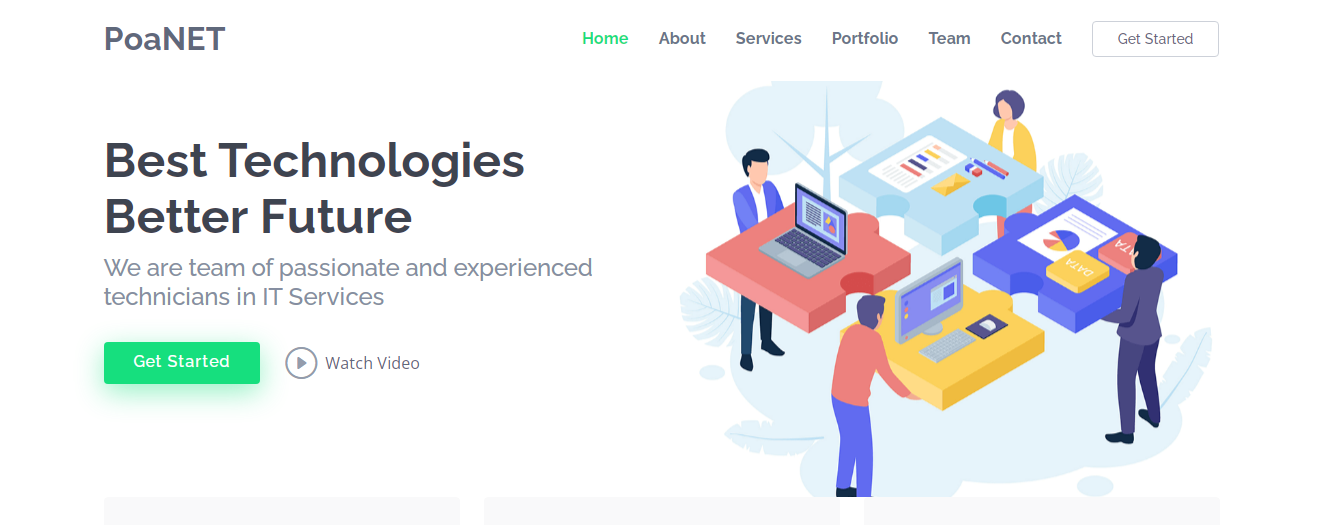 PoaNET
Home About Services Portfolio Team Contact Get Started
Best Technologies
Better Future
We are team of passionate and experienced
technicians in IT Services
Get Started Watch Video
DATA
DATA